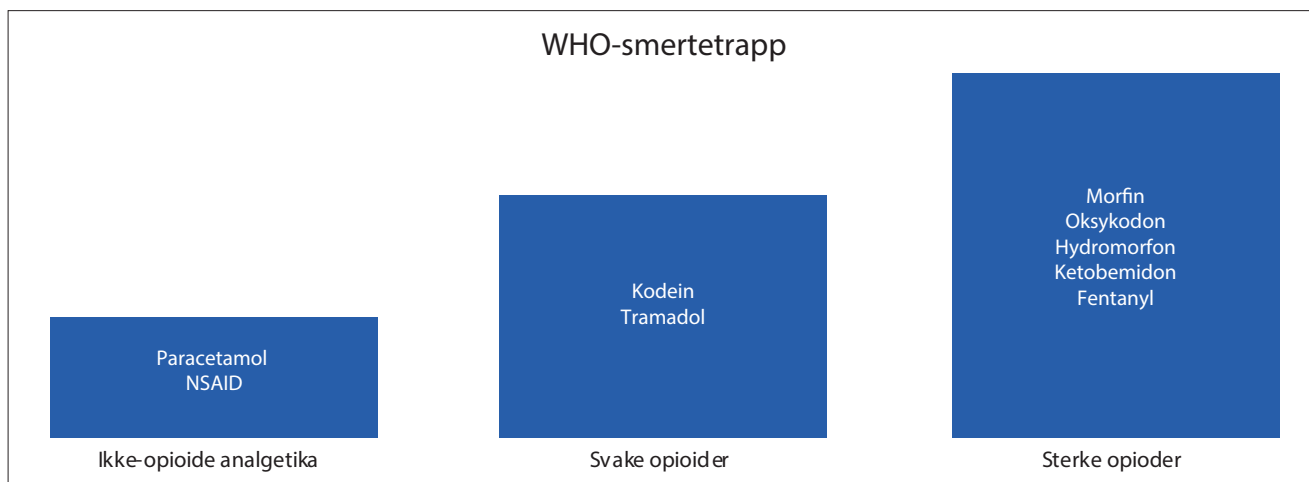 WHO-smertetrapp
Paracetamol
NSAID
Ikke-opioide analgetika
Kodein
Tramadol
Svake opioider
Morfin
Oksykodon
Hydromorfon
Ketobemidon
Fentanyl
Sterke opioder